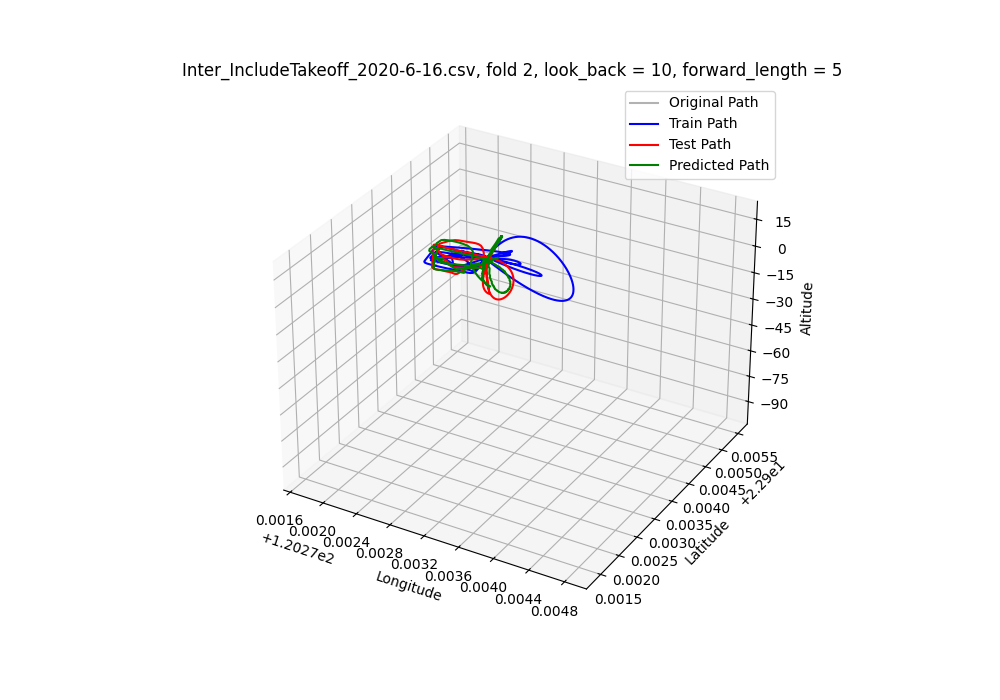 Inter_IncludeTakeoff_2020-6-16.csv, fold 2, look_back = 10, forward_length = 5
Original Path
Train Path
Test Path
Predicted Path
15
0
−15
−30
−45
−60
−75
−90
Altitude
0.0055
0.0050
0.0045
0.0040
0.0035
0.0030
0.0025
0.0020
0.0015
+2.29e1
Latitude
0.0016
0.0020
0.0024
0.0028
0.0032
0.0036
0.0040
0.0044
0.0048
+1.2027e2
Longitude